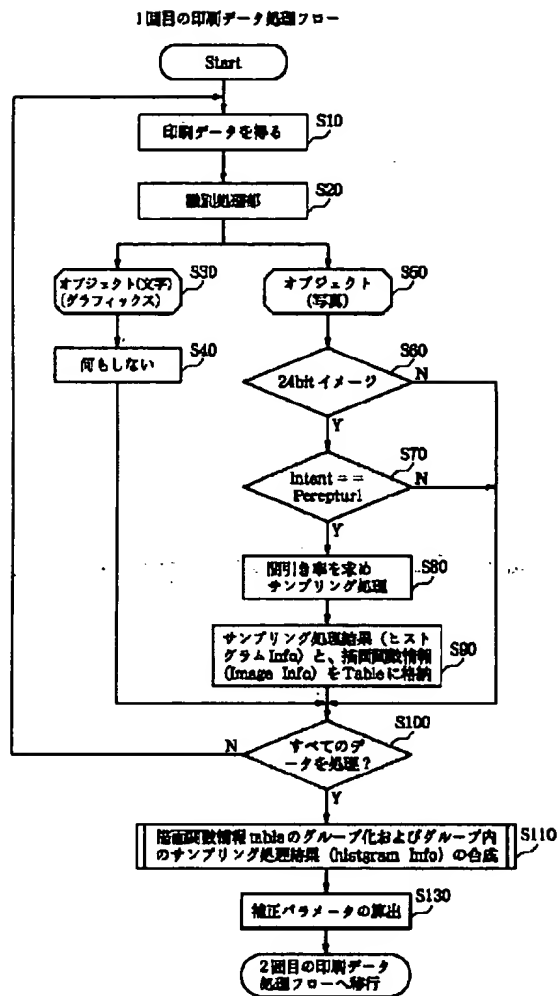 1回目の印刷データ処理フロー
Start
印刷データを得る
S10
識別処理部
S20
オブジェクト(文字)
(グラフィックス)
S30
オブジェクト
(写真)
S50
何もしない
S40
24bitイメージ
S60
N
Y
Intent ==
Perepturl
S70
N
Y
間引き率を求め
サンプリング処理
S80
サンプリング処理結果(ヒスト
グラムInfo)と、描画関数情報
(Image Info)をTableに格納
S90
すべてのデ
ータを処理?
S100
N
Y
描画関数情報tableのグループ化およびグループ内
のサンプリング処理結果(histgram Info)の合成
S110
補正パラメータの算出
S130
2回目の印刷データ
処理フローへ移行